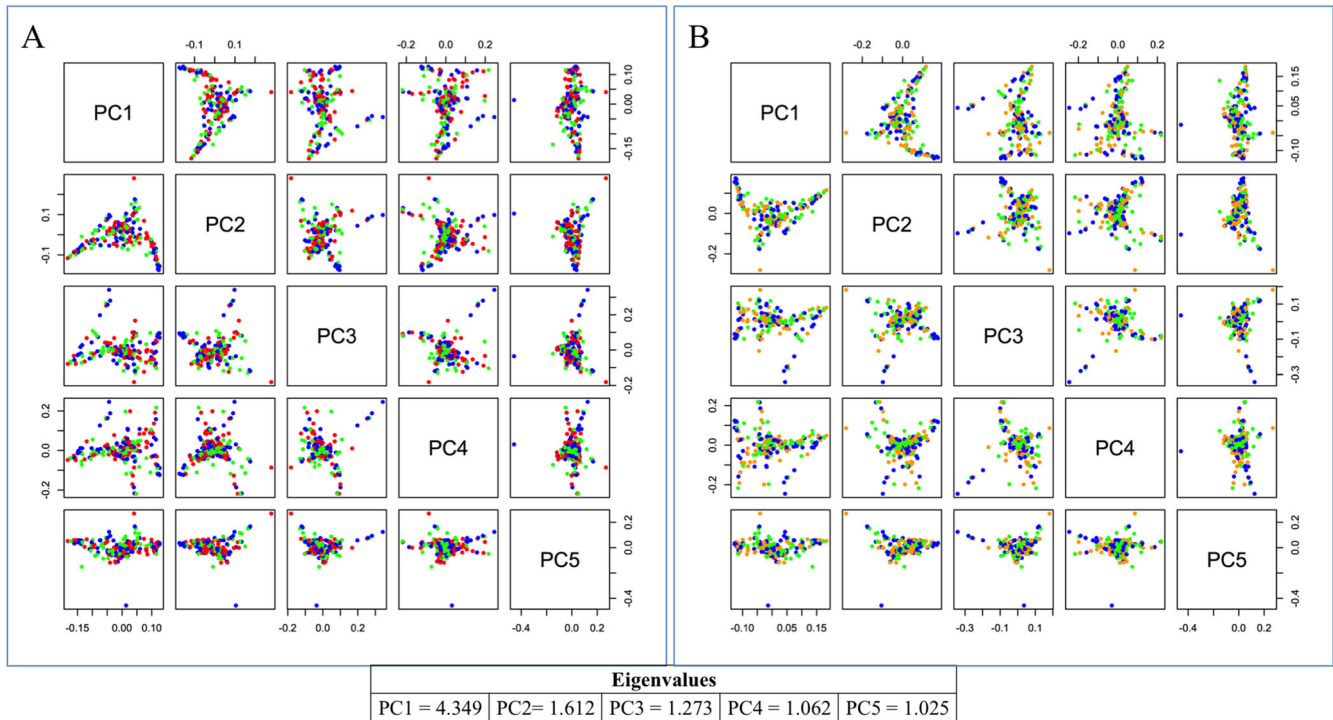 A
-0.1 0.1 -0.2 0.0 0.2
PC1
-0.15 0.00 0.10
-0.1 0.1
PC2
PC3
-0.2 0.0 0.2
-0.2 0.0 0.2
PC4
PC5
-0.4 0.0 0.2
-0.15 0.00 0.10 -0.2 0.0 0.2 -0.4 0.0 0.2
B
-0.2 0.0 -0.2 0.0 0.2
PC1
-0.10 0.05 0.15
-0.2 0.0
PC2
PC3
-0.3 -0.1 0.1
-0.2 0.0 0.2
PC4
PC5
-0.4 0.0 0.2
-0.10 0.05 0.15 -0.3 -0.1 0.1 -0.4 0.0 0.2
Eigenvalues
PC1 = 4.349 PC2= 1.612 PC3 = 1.273 PC4 = 1.062 PC5 = 1.025